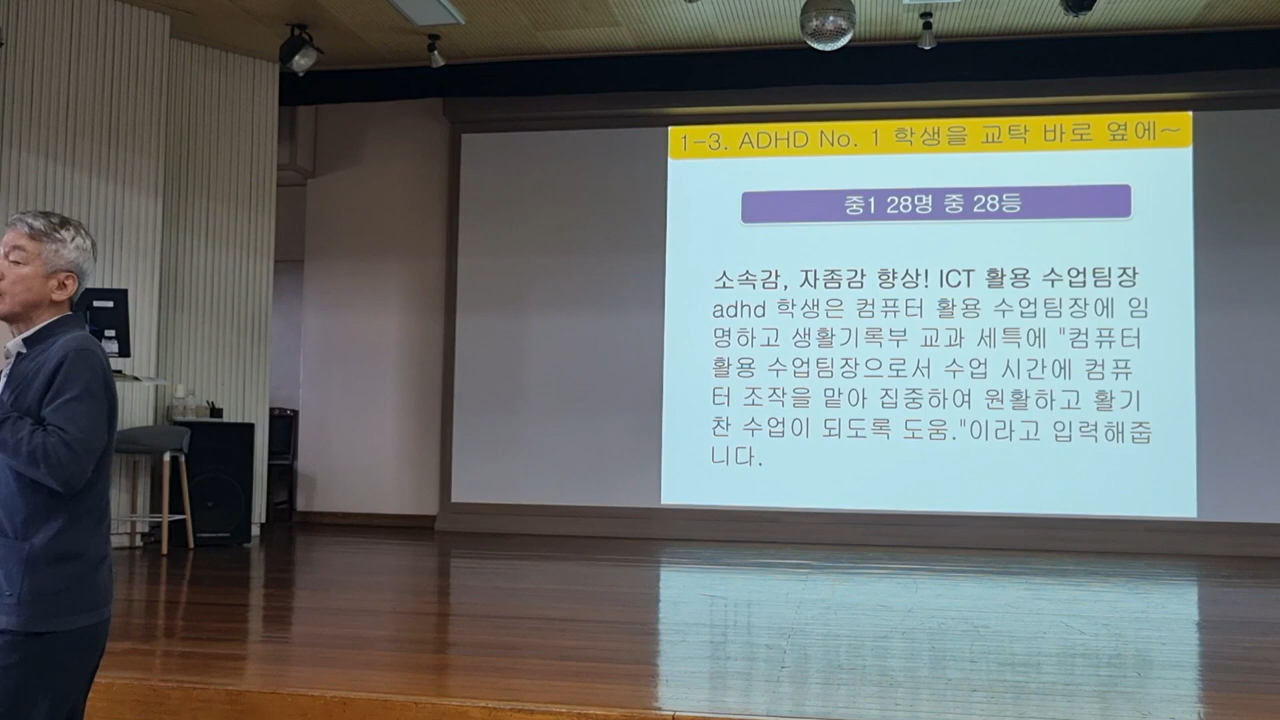 1-3. ADHD No. 1 학생을 교탁 바로 옆에~
중1 28명 중 28등
소속감, 자좀감 향상! ICT 활용 수업팀장
adhd 학생은 컴퓨터 활용 수업팀장에 임
명하고 생활기록부 교과 세특에 "컴퓨터
활용 수업팀장으로서 수업 시간에 컴퓨
터 조작을 맡아 집중하여 원활하고 활기
찬 수업이 되도록 도움."이라고 입력해줍
니다.